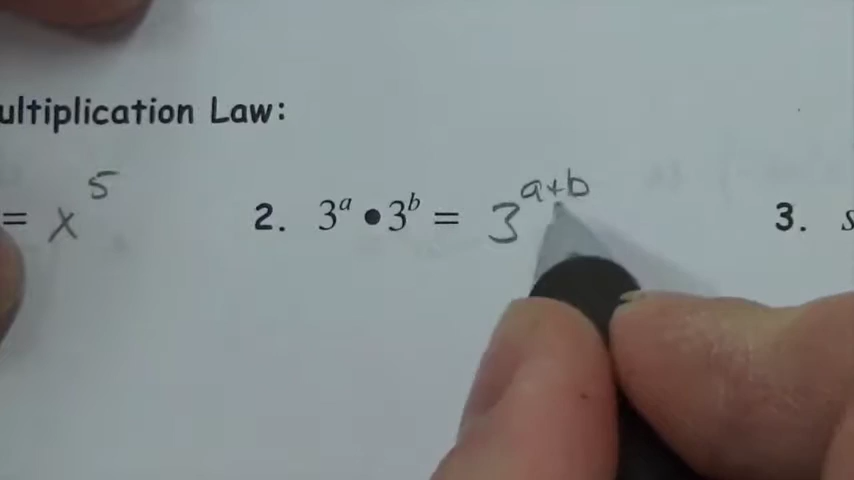 ultiplication Law:
= x^5 2. 3^a • 3^b = 3^(a+b) 3. s